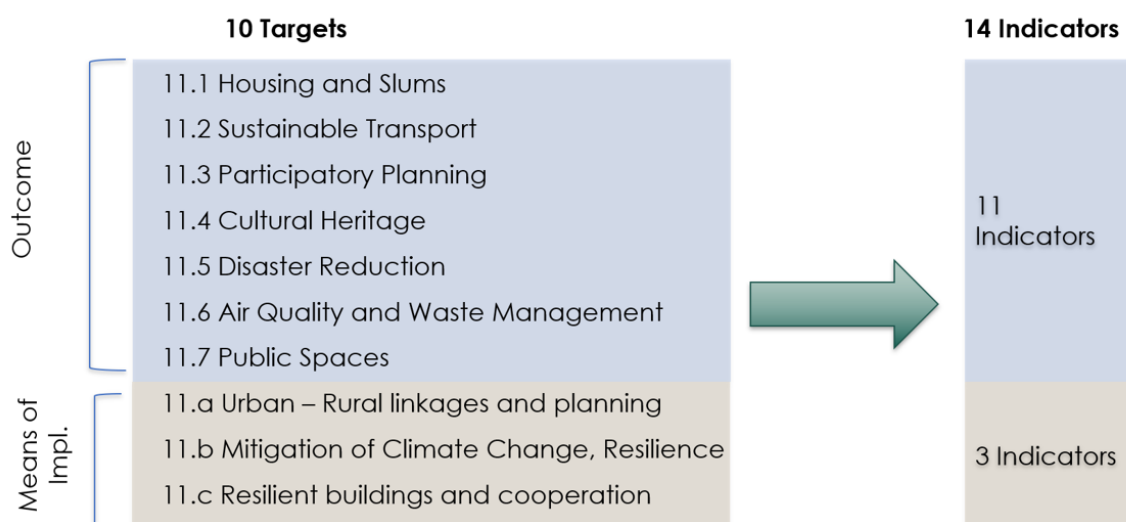 10 Targets
14 Indicators
Outcome
11.1 Housing and Slums
11.2 Sustainable Transport
11.3 Participatory Planning
11.4 Cultural Heritage
11.5 Disaster Reduction
11.6 Air Quality and Waste Management
11.7 Public Spaces
11
Indicators
Means of
Impl.
11.a Urban – Rural linkages and planning
11.b Mitigation of Climate Change, Resilience
11.c Resilient buildings and cooperation
3 Indicators